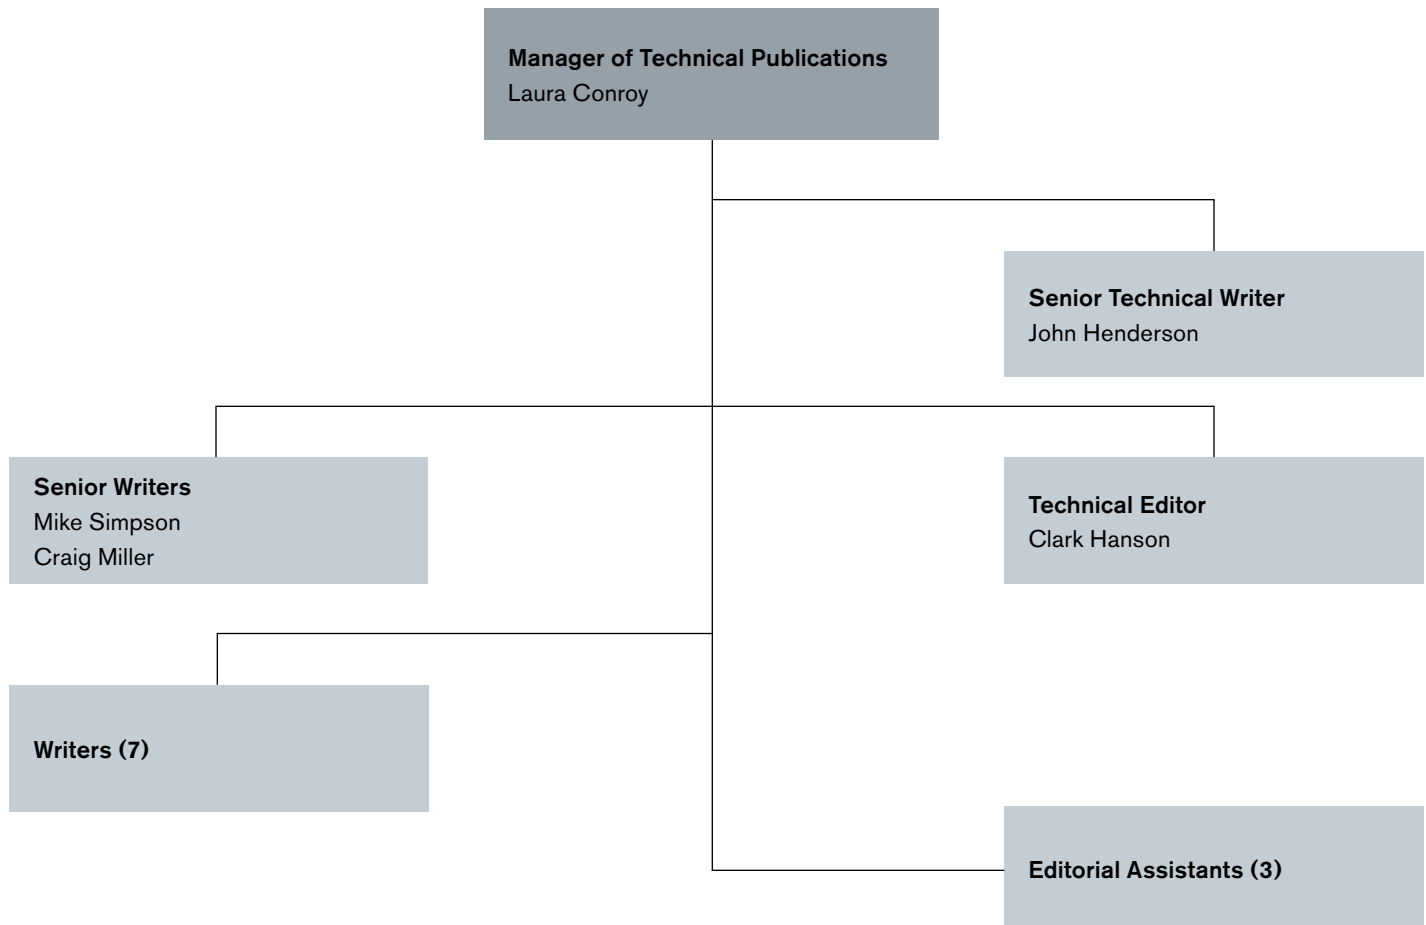 Manager of Technical Publications
Laura Conroy
Senior Technical Writer
John Henderson
Senior Writers
Mike Simpson
Craig Miller
Technical Editor
Clark Hanson
Writers (7)
Editorial Assistants (3)